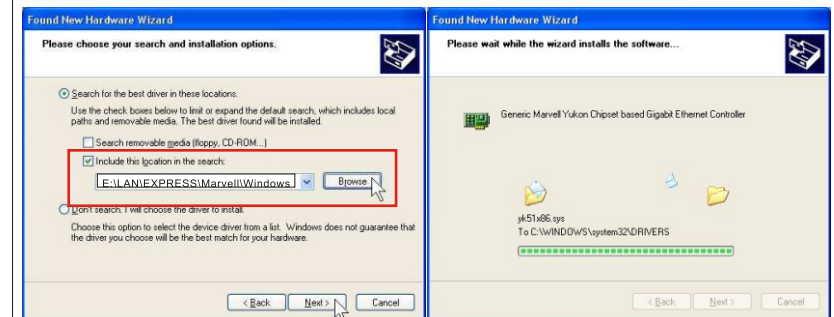 Found New Hardware Wizard
Please choose your search and installation options.
Search for the best driver in these locations.
Use the check boxes below to limit or expand the default search, which includes local
paths and removable media. The best driver found will be installed.
Search removable media (floppy, CD-ROM...)
Include this location in the search:
E:\LAN\EXPRESS\Marvell\Windows
Browse
Don't search. I will choose the driver to install.
Choose this option to select the device driver from a list. Windows does not guarantee that
the driver you choose will be the best match for your hardware.
< Back Next > Cancel
Found New Hardware Wizard
Please wait while the wizard installs the software...
Generic Marvell Yukon Chipset based Gigabit Ethernet Controller
yk51x86.sys
To C:\WINDOWS\system32\DRIVERS
< Back Next > Cancel